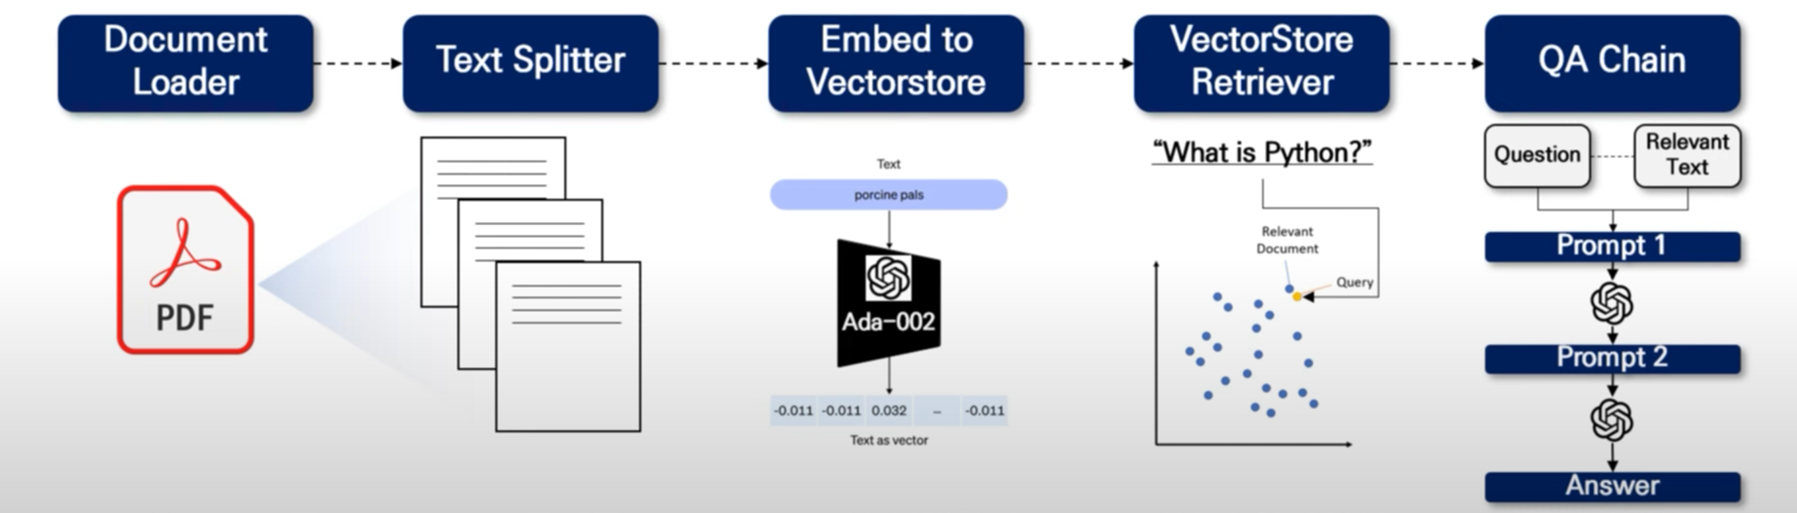 Document
Loader
Text Splitter
Embed to
Vectorstore
VectorStore
Retriever
QA Chain
PDF
Text
porcine pals
Ada-002
-0.011 -0.011 0.032 ... -0.011
Text as vector
“What is Python?”
Relevant
Document
Query
Question
Relevant
Text
Prompt 1
Prompt 2
Answer